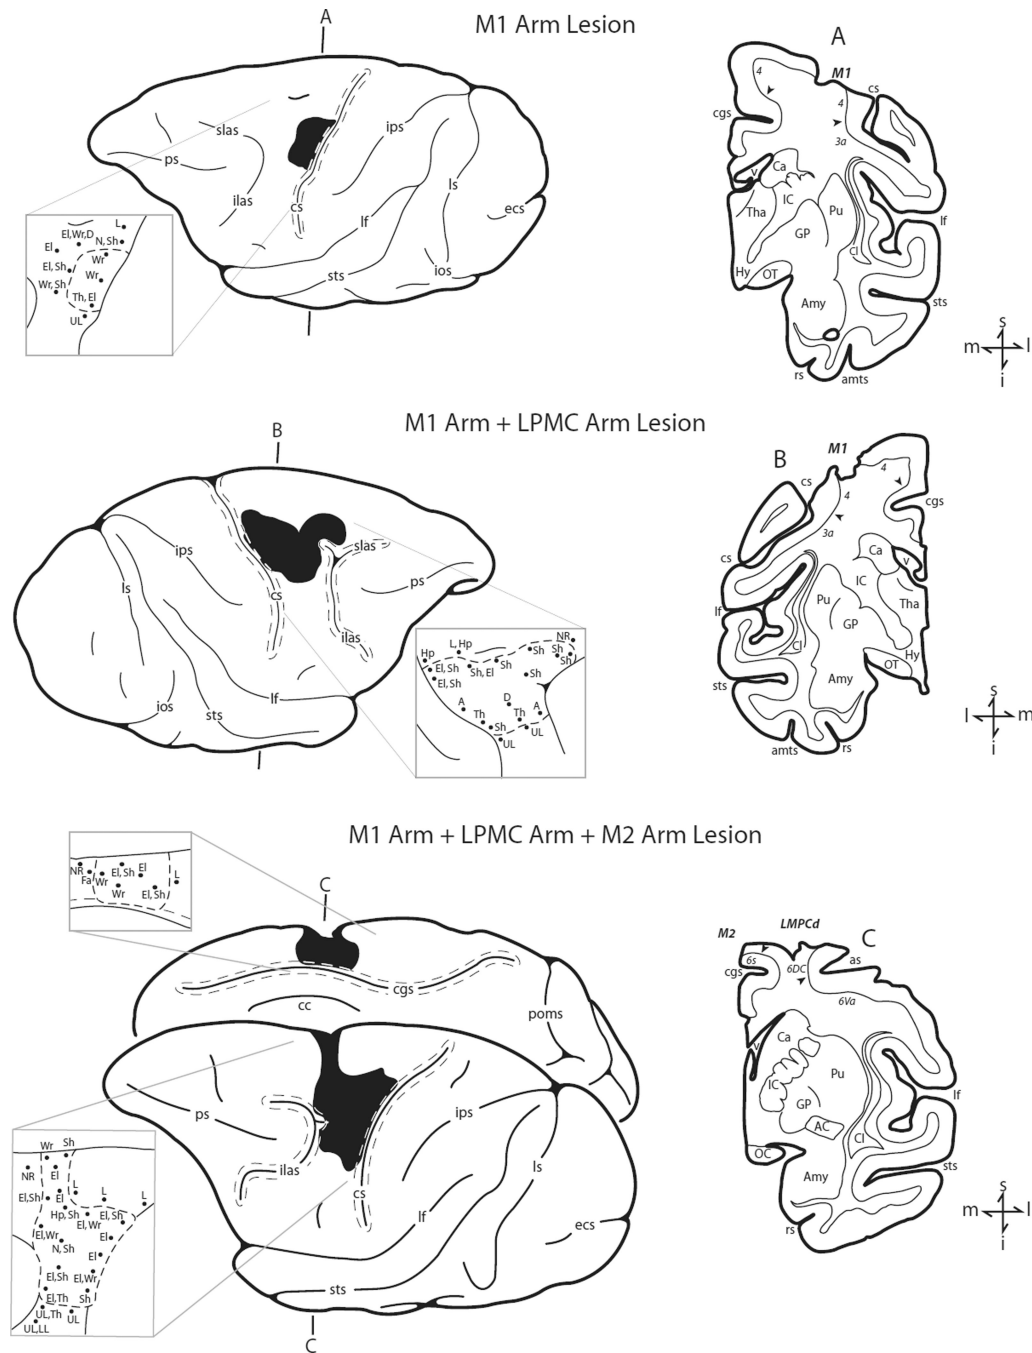 M1 Arm Lesion
A
slas
ps
ilas
cs
ips
lf
ls
ecs
sts
ios
L
El,Wr,D
N, Sh
El
Wr
El, Sh
Wr
Wr, Sh
Th, El
UL
A
M1
4
4
cs
cgs
3a
v
Ca
IC
Tha
Pu
GP
lf
Cl
Hy
OT
Amy
sts
rs
amts
s
m
l
i
M1 Arm + LPMC Arm Lesion
B
ips
slas
ls
ps
cs
ilas
ios
sts
lf
NR
L, Hp
Hp
Sh
Sh
El, Sh
Sh
Sh, El
Sh
El, Sh
Sh
D
A
A
Th
Th
Sh
UL
UL
B
M1
4
cs
4
cgs
3a
cs
Ca
v
IC
Pu
Tha
lf
GP
Cl
Hy
OT
sts
Amy
amts
rs
s
l
m
i
M1 Arm + LPMC Arm + M2 Arm Lesion
C
NR
Fa
Wr
El, Sh
El
L
Wr
El, Sh
cgs
cc
poms
ps
ips
ilas
cs
ls
lf
ecs
sts
C
Wr
Sh
NR
El
El,Sh
El
L
L
L
Hp,Sh
El,Sh
El,Wr
El,Wr
El
N,Sh
El
El,Sh
El,Wr
El,Th
Sh
UL,Th
UL
UL,LL
M2
LMPCd
C
6s
cgs
6DC
as
6Va
v
Ca
Pu
IC
GP
lf
AC
Cl
OC
sts
Amy
rs
s
m
l
i